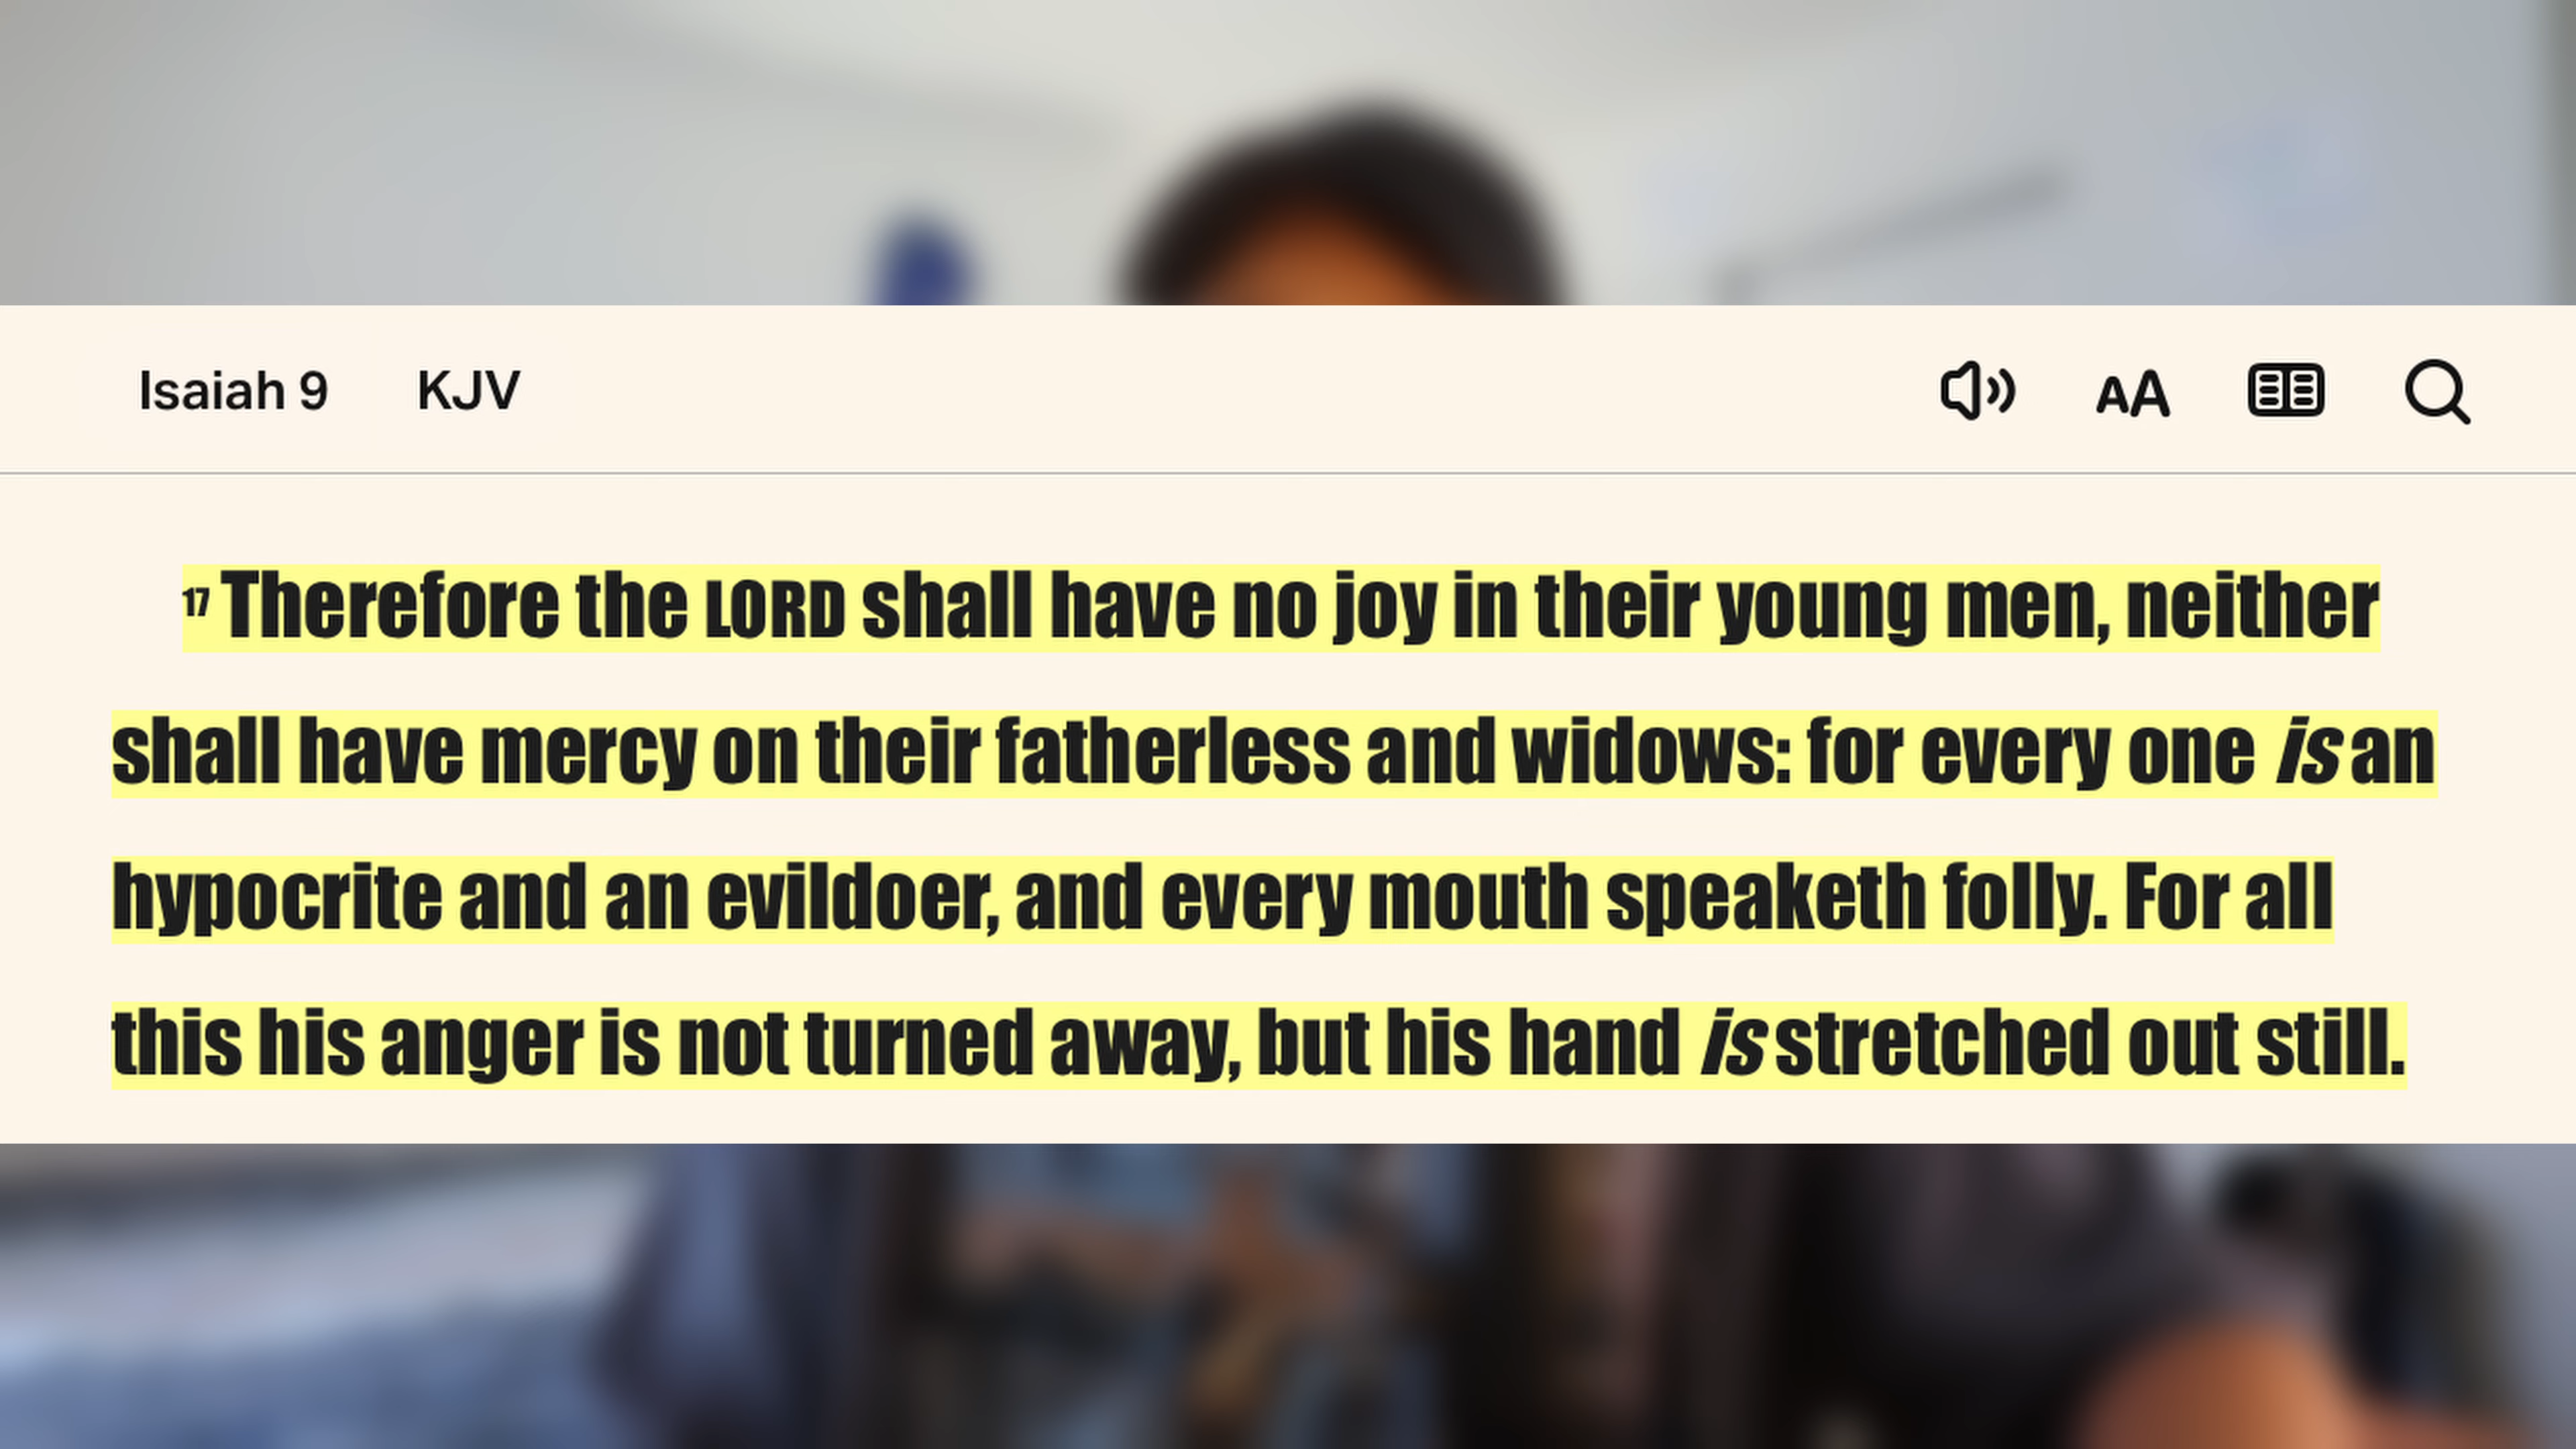 Isaiah 9 KJV
17 Therefore the LORD shall have no joy in their young men, neither
shall have mercy on their fatherless and widows: for every one is an
hypocrite and an evildoer, and every mouth speaketh folly. For all
this his anger is not turned away, but his hand is stretched out still.